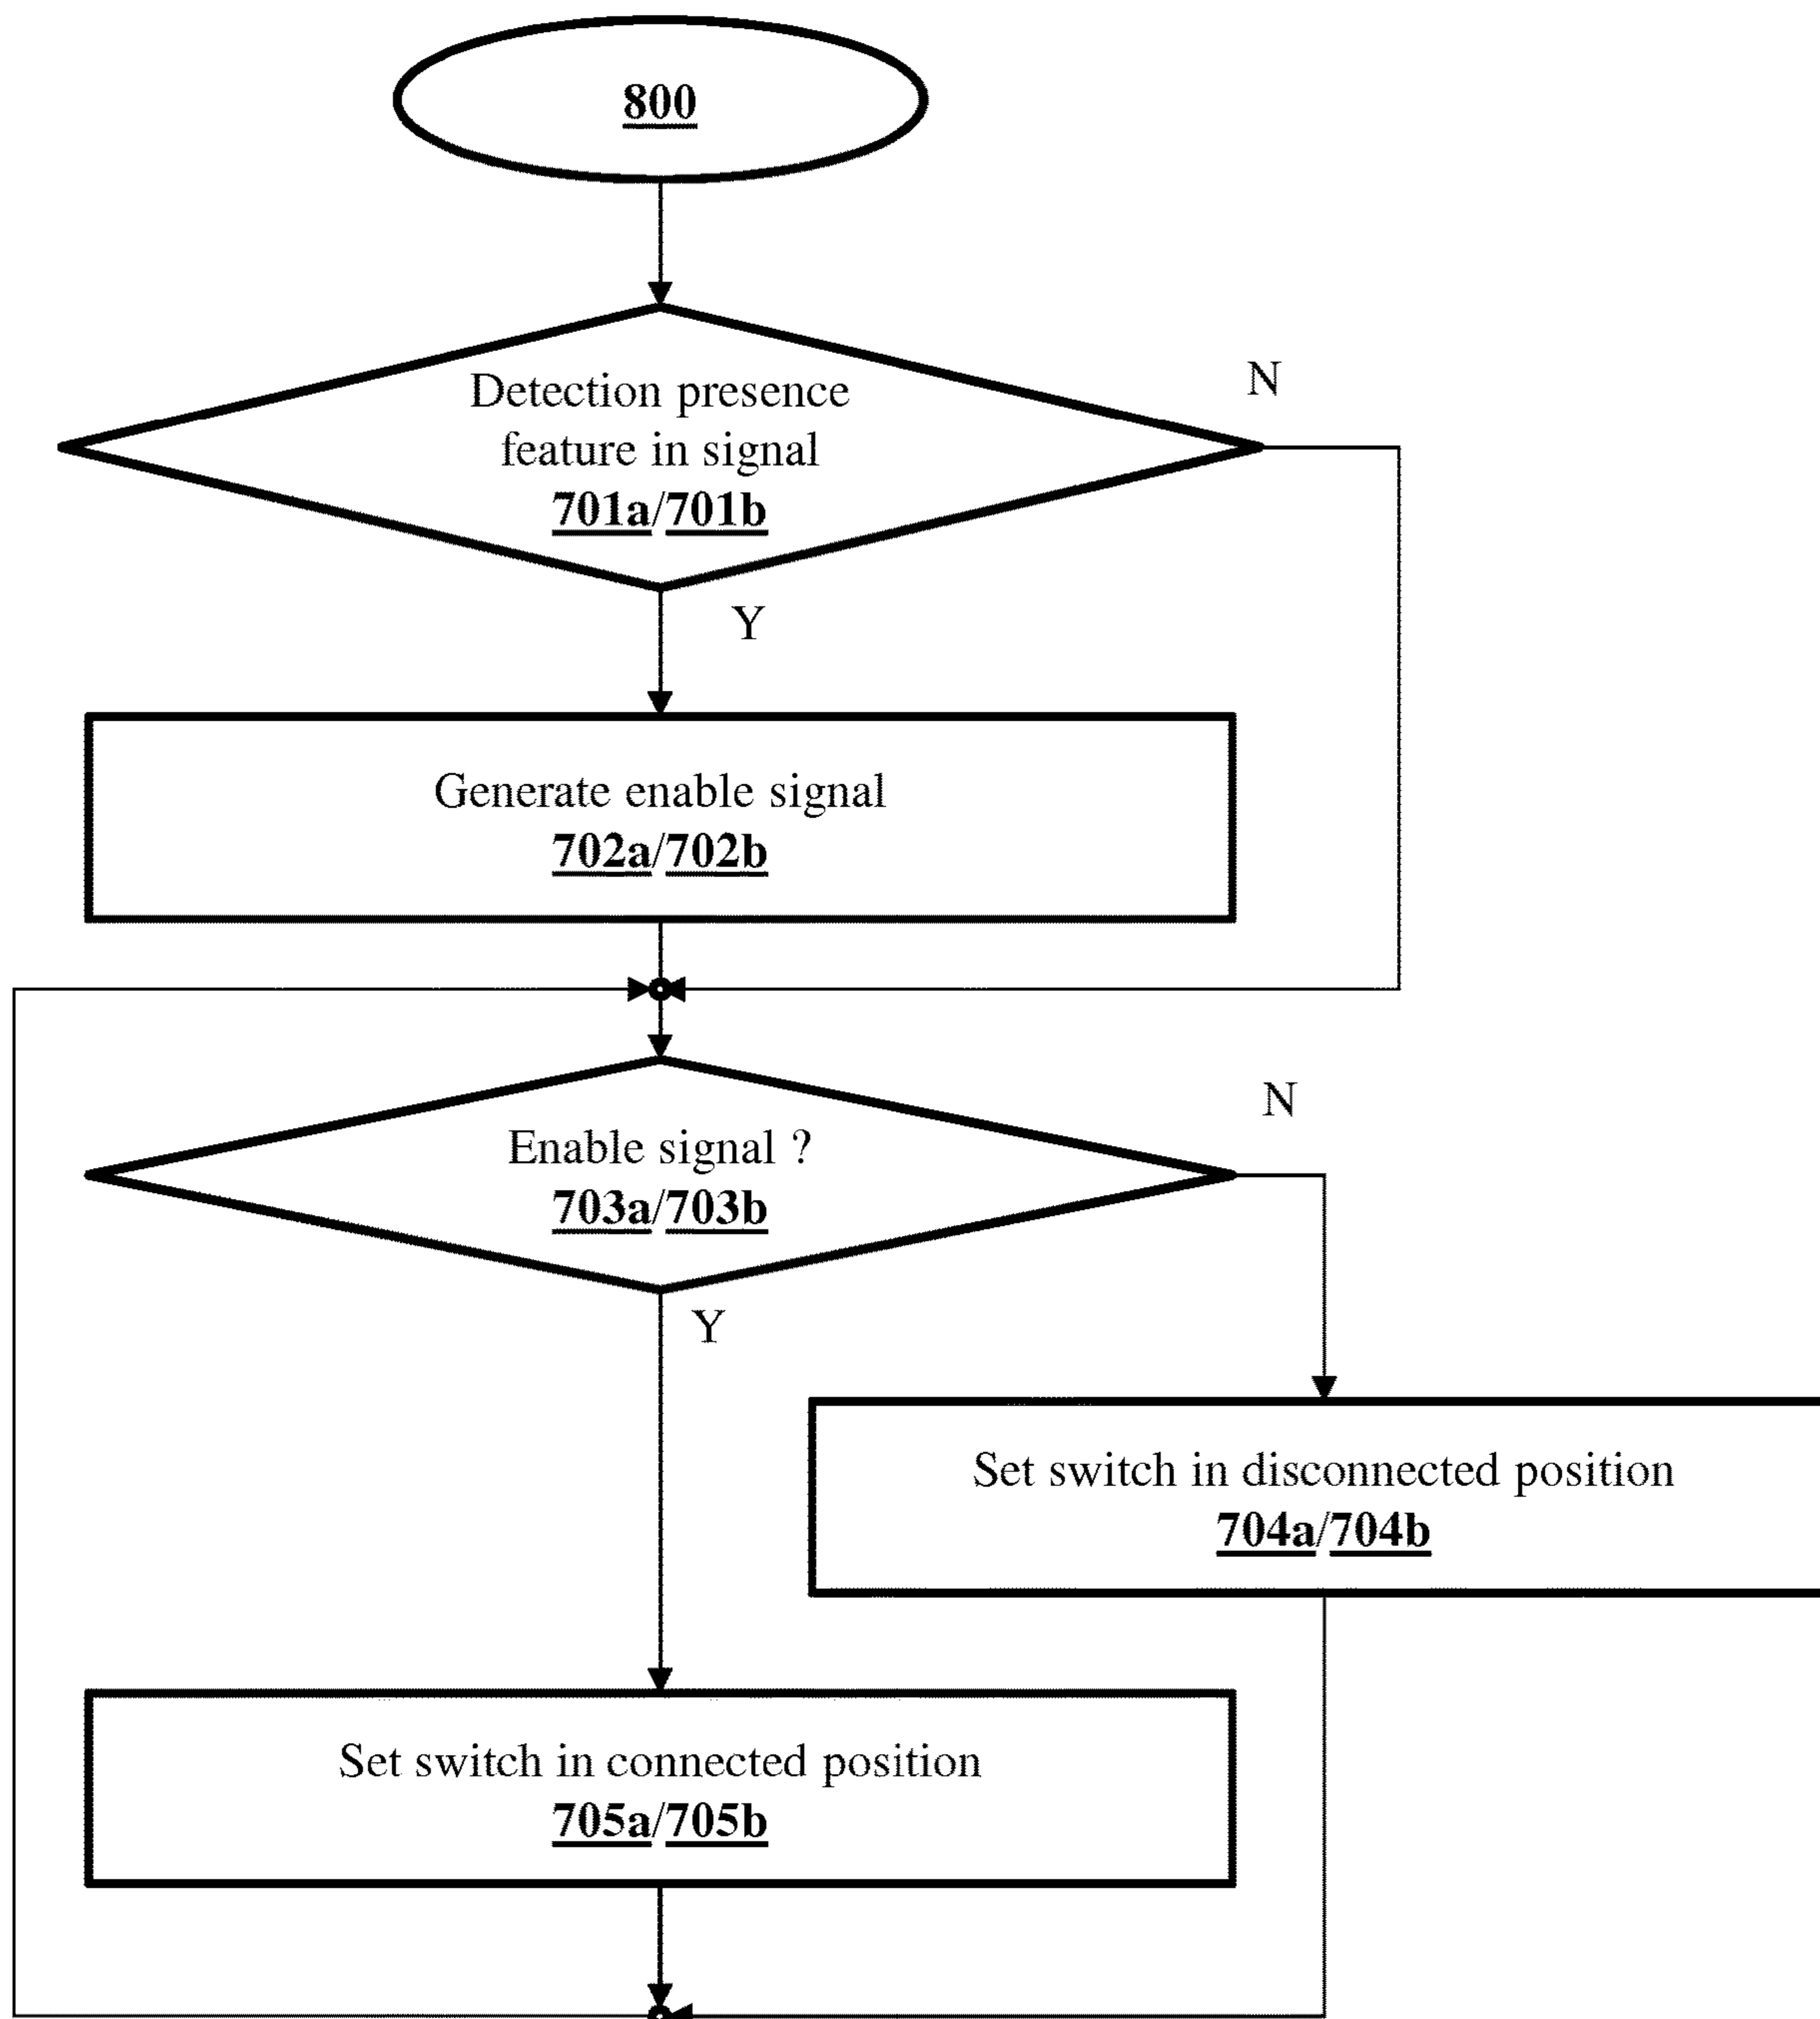 800
Detection presence
feature in signal
701a/701b
N
Y
Generate enable signal
702a/702b
Enable signal ?
703a/703b
N
Y
Set switch in disconnected position
704a/704b
Set switch in connected position
705a/705b